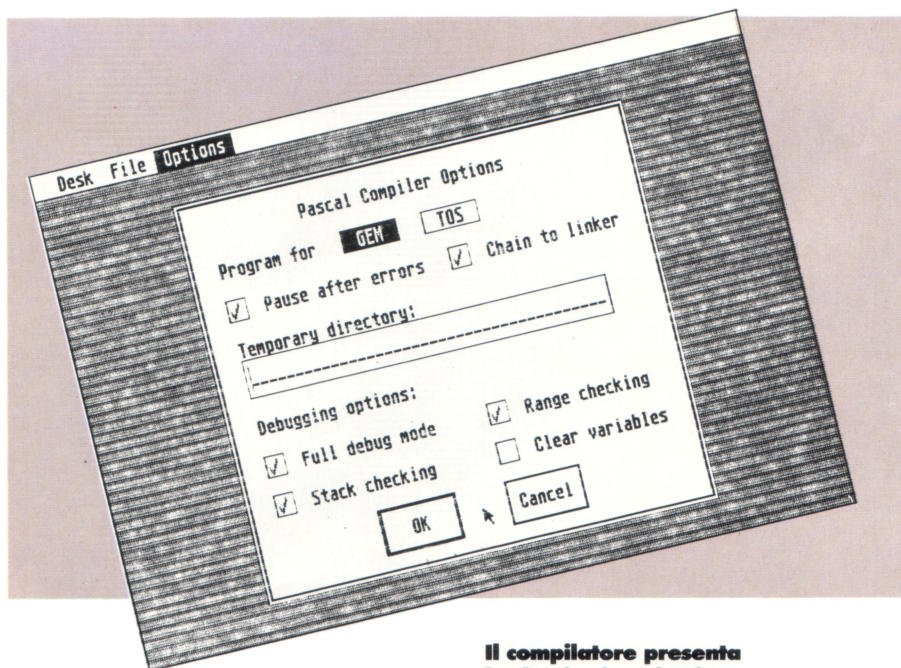 Desk File Options
Pascal Compiler Options
Program for GEM TOS
Pause after errors Chain to linker
Temporary directory:
Debugging options:
Full debug mode Range checking
Stack checking Clear variables
OK Cancel
Il compilatore presenta